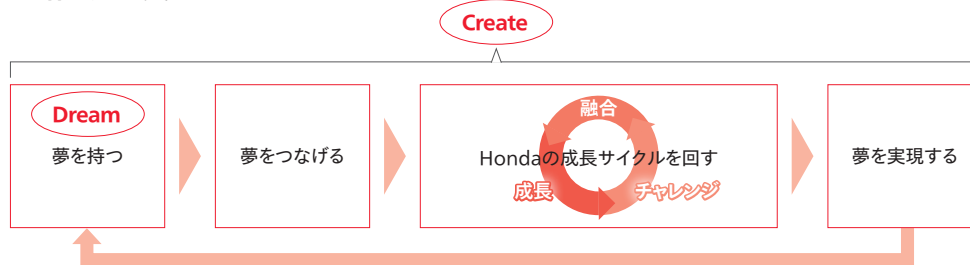 Create
Dream
夢を持つ
夢をつなげる
融合
Hondaの成長サイクルを回す
成長
チャレンジ
夢を実現する